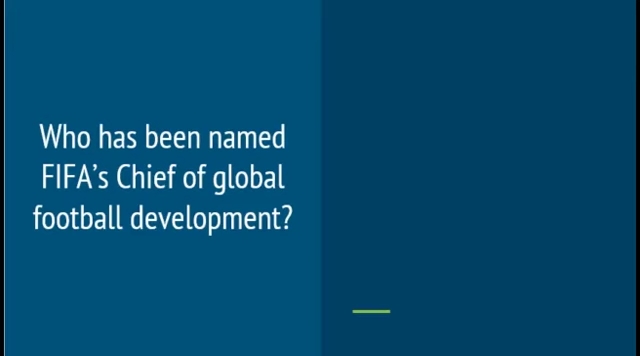 Who has been named
FIFA's Chief of global
football development?